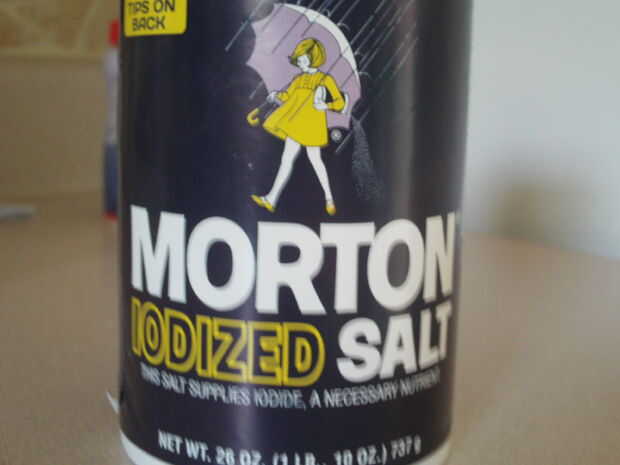 TIPS ON
BACK
MORTON
IODIZED SALT
THIS SALT SUPPLIES IODIDE, A NECESSARY NUTRIENT
NET WT. 26 OZ. (1 LB., 10 OZ.) 737g